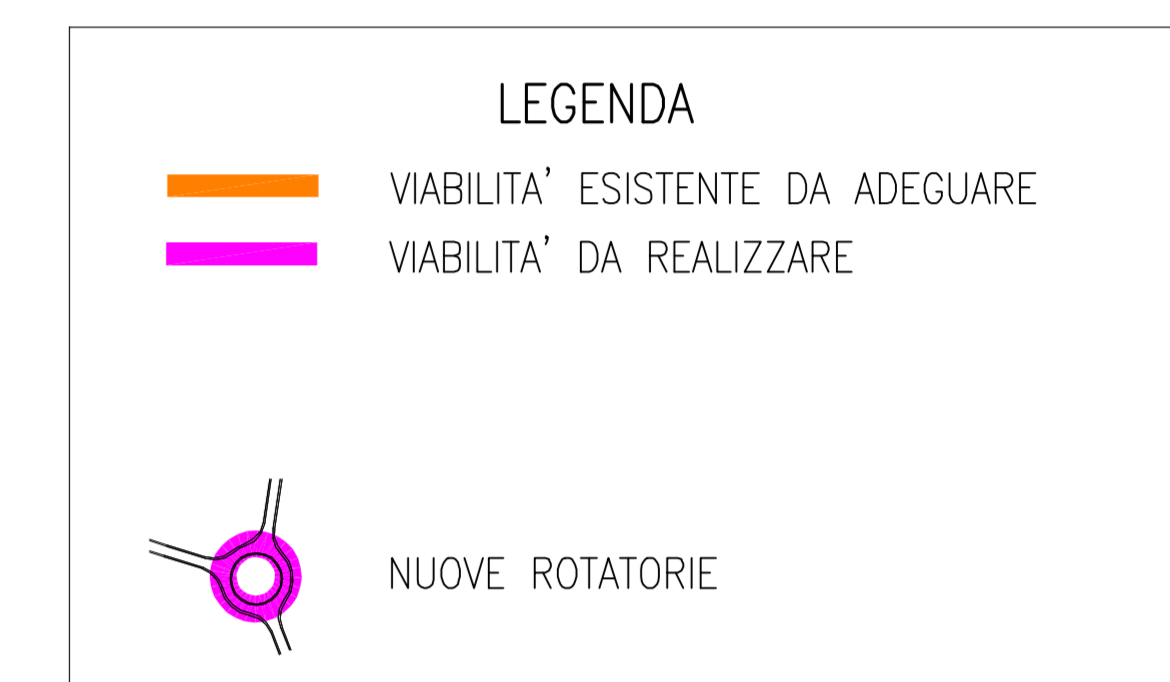 LEGENDA
VIABILITA' ESISTENTE DA ADEGUARE
VIABILITA' DA REALIZZARE
NUOVE ROTATORIE